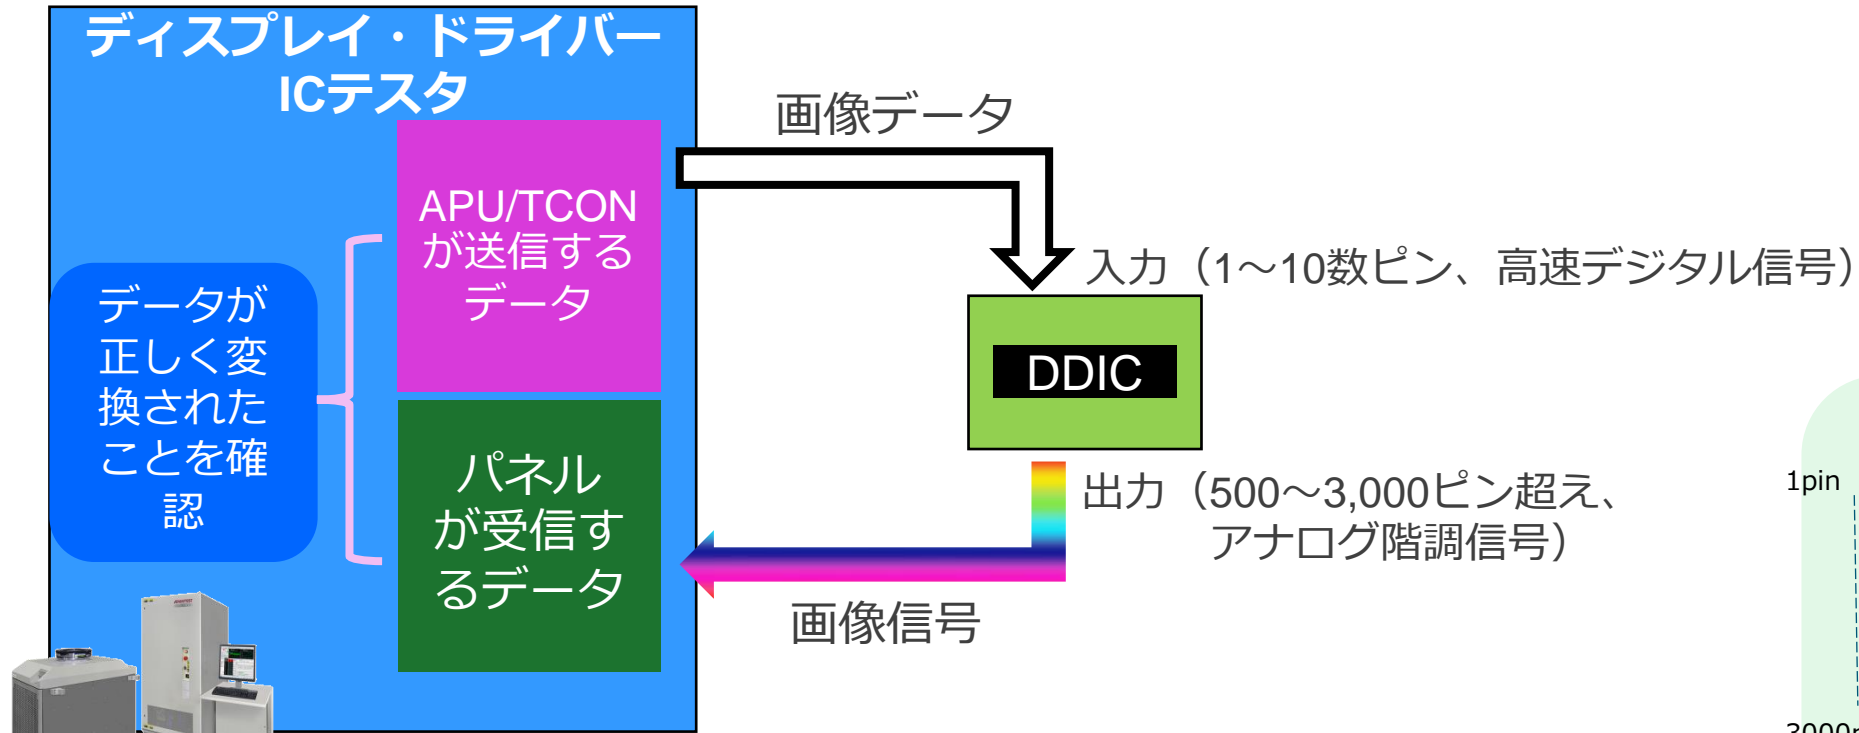 ディスプレイ・ドライバー
ICテスタ
画像データ
APU/TCON
が送信する
データ
入力（1～10数ピン、高速デジタル信号）
データが
正しく変
換された
ことを確
認
DDIC
パネル
が受信す
るデータ
出力（500～3,000ピン超え、
アナログ階調信号）
画像信号
1pin